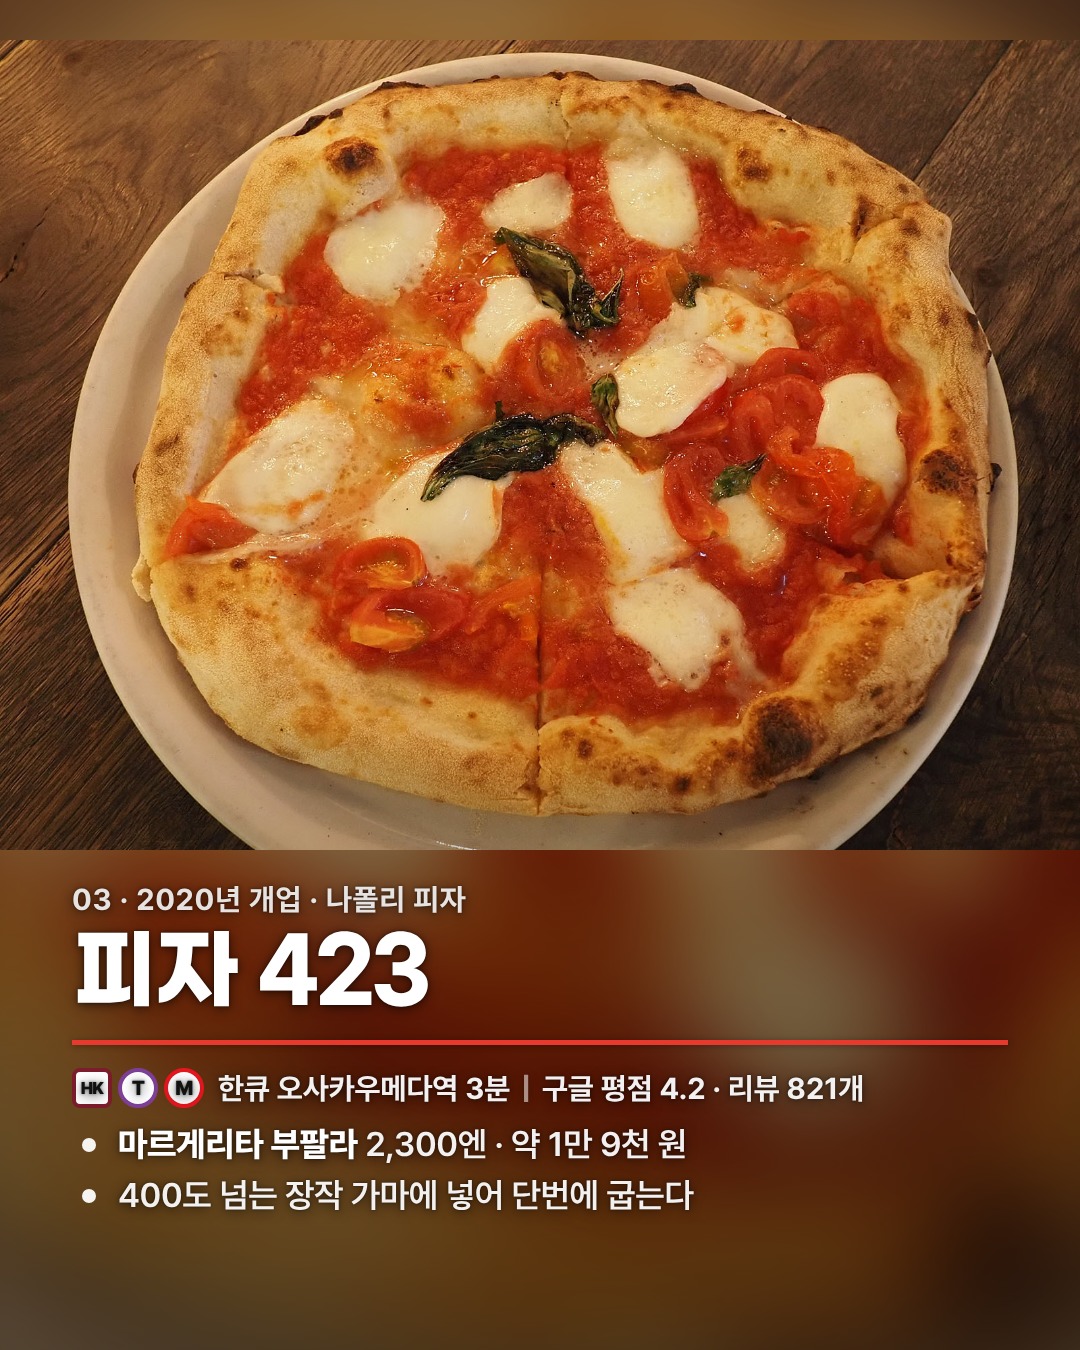 03 · 2020년 개업 · 나폴리 피자
피자 423
HK T M 한큐 오사카우메다역 3분 | 구글 평점 4.2 · 리뷰 821개
• 마르게리타 부팔라 2,300엔 · 약 1만 9천 원
• 400도 넘는 장작 가마에 넣어 단번에 굽는다